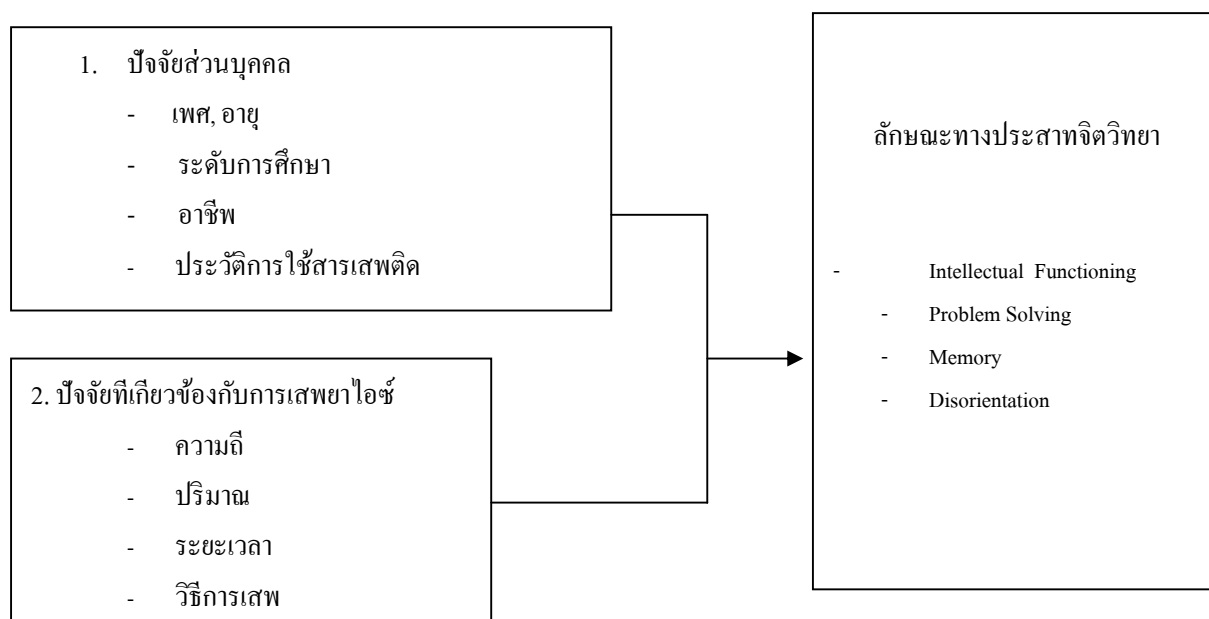 1. ปัจจัยส่วนบุคคล
- เพศ, อายุ
- ระดับการศึกษา
- อาชีพ
- ประวัติการใช้สารเสพติด
2. ปัจจัยที่เกี่ยวข้องกับการเสพยาไอซ์
- ความถี่
- ปริมาณ
- ระยะเวลา
- วิธีการเสพ
ลักษณะทางประสาทจิตวิทยา
- Intellectual Functioning
- Problem Solving
- Memory
- Disorientation